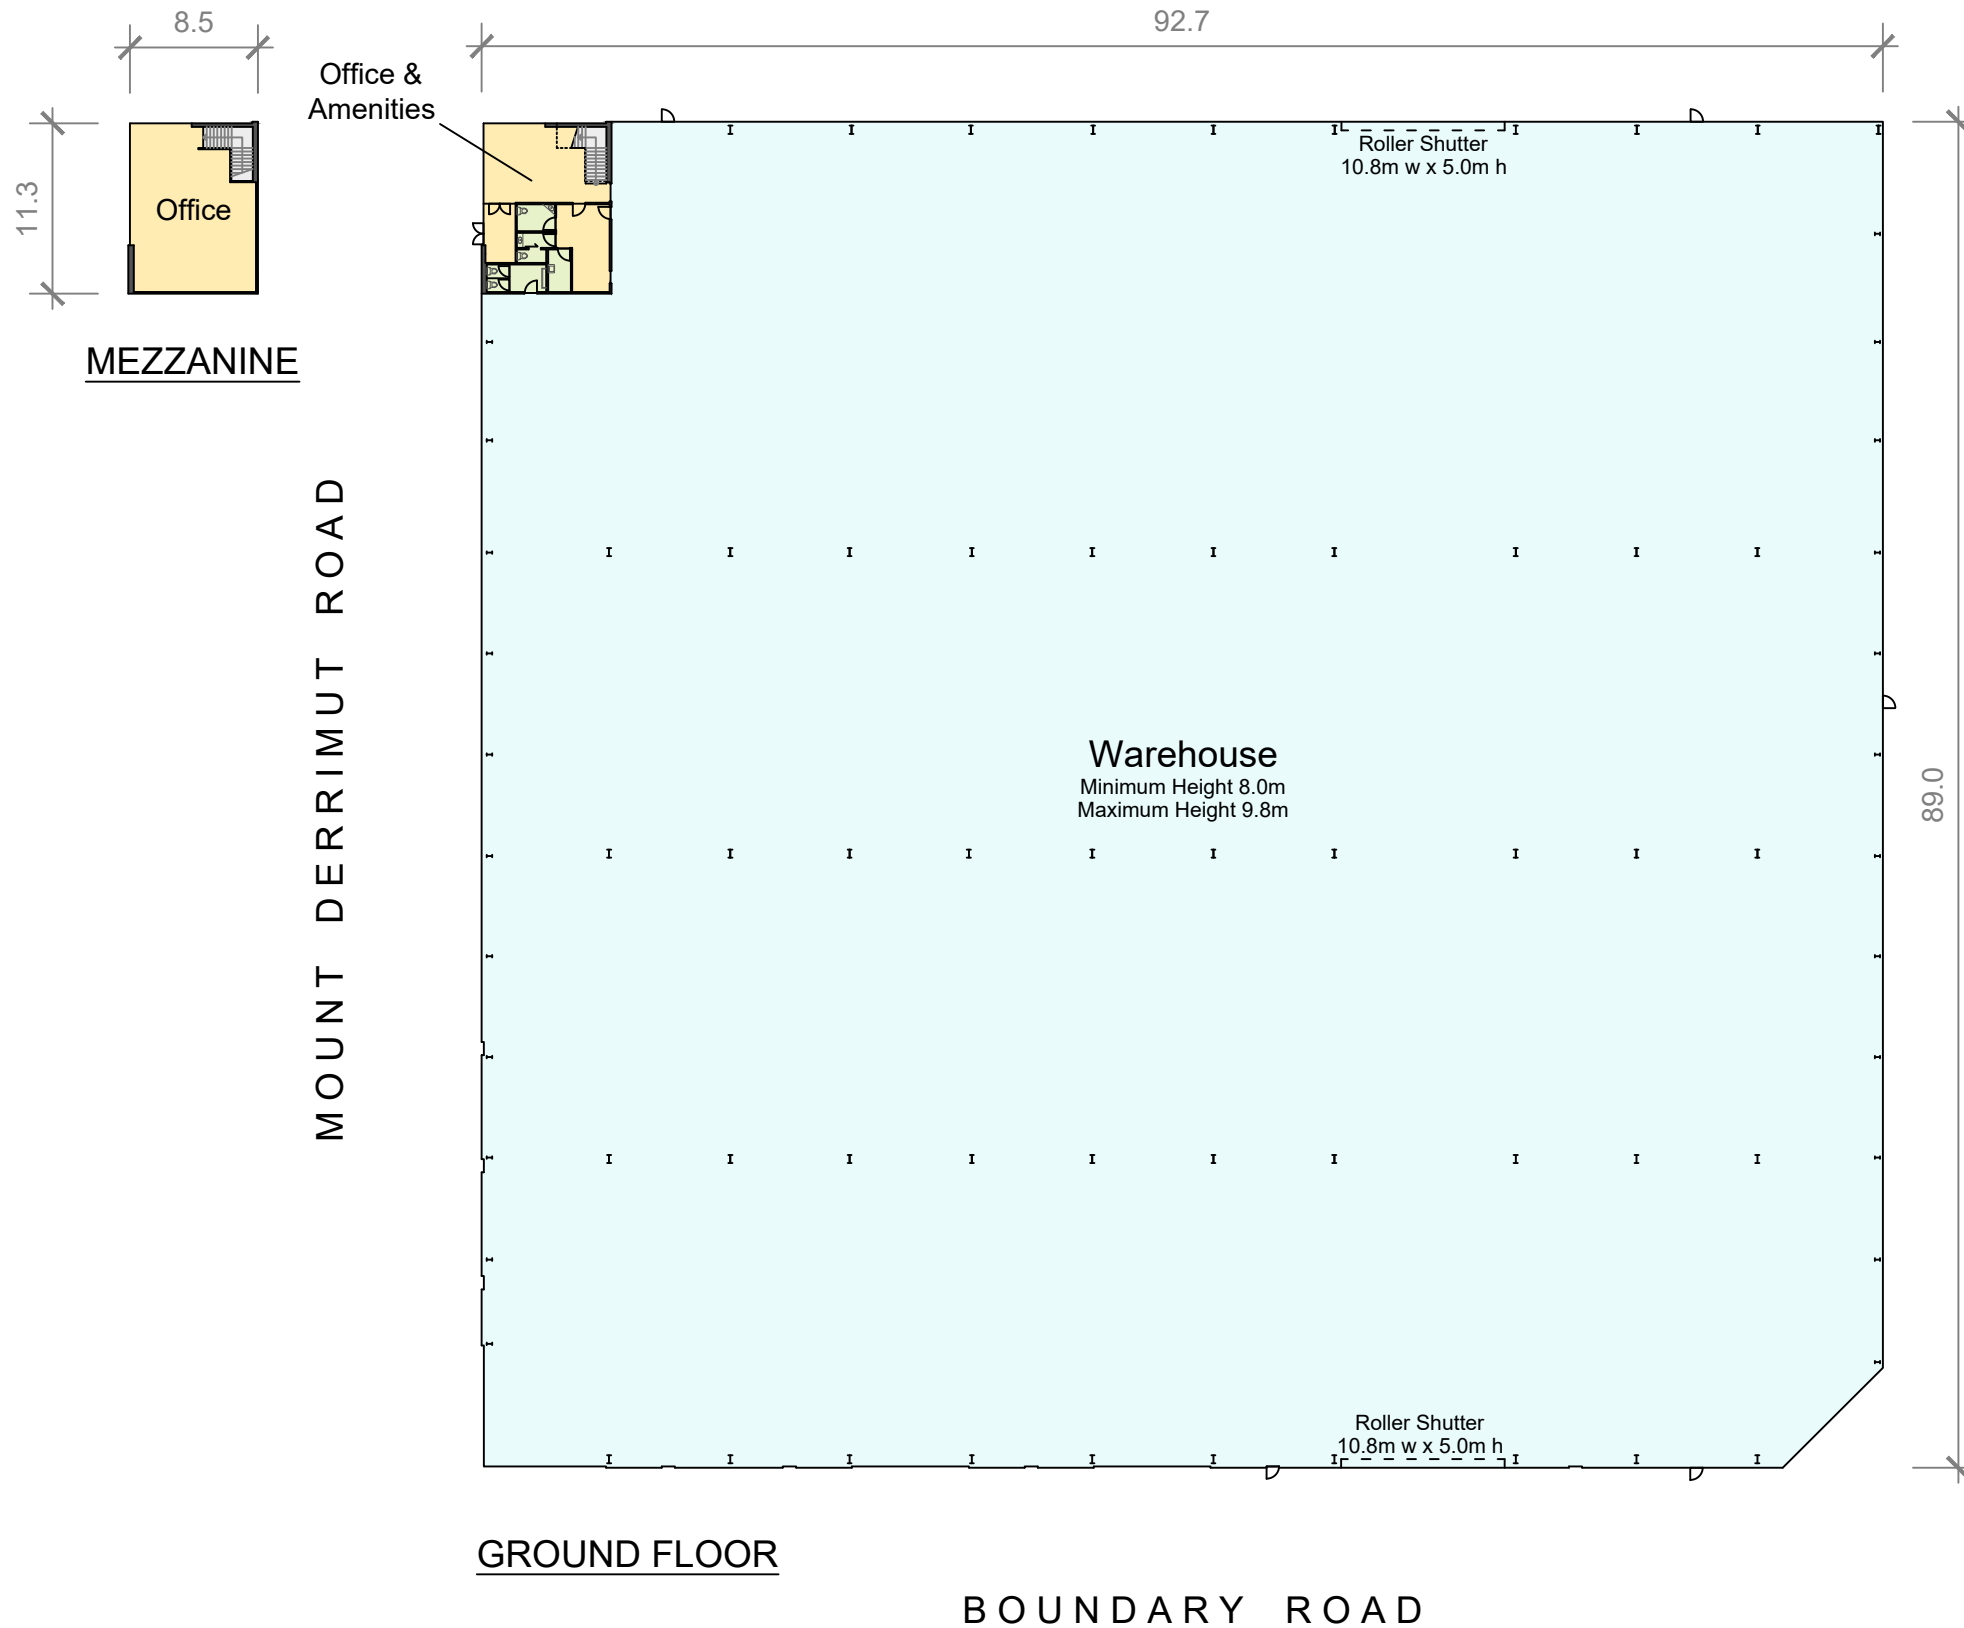 8.5
92.7
Office &
Amenities
Roller Shutter
10.8m w x 5.0m h
11.3
Office
MEZZANINE
MOUNT DERRIMUT ROAD
Warehouse
Minimum Height 8.0m
Maximum Height 9.8m
89.0
Roller Shutter
10.8m w x 5.0m h
GROUND FLOOR
BOUNDARY ROAD